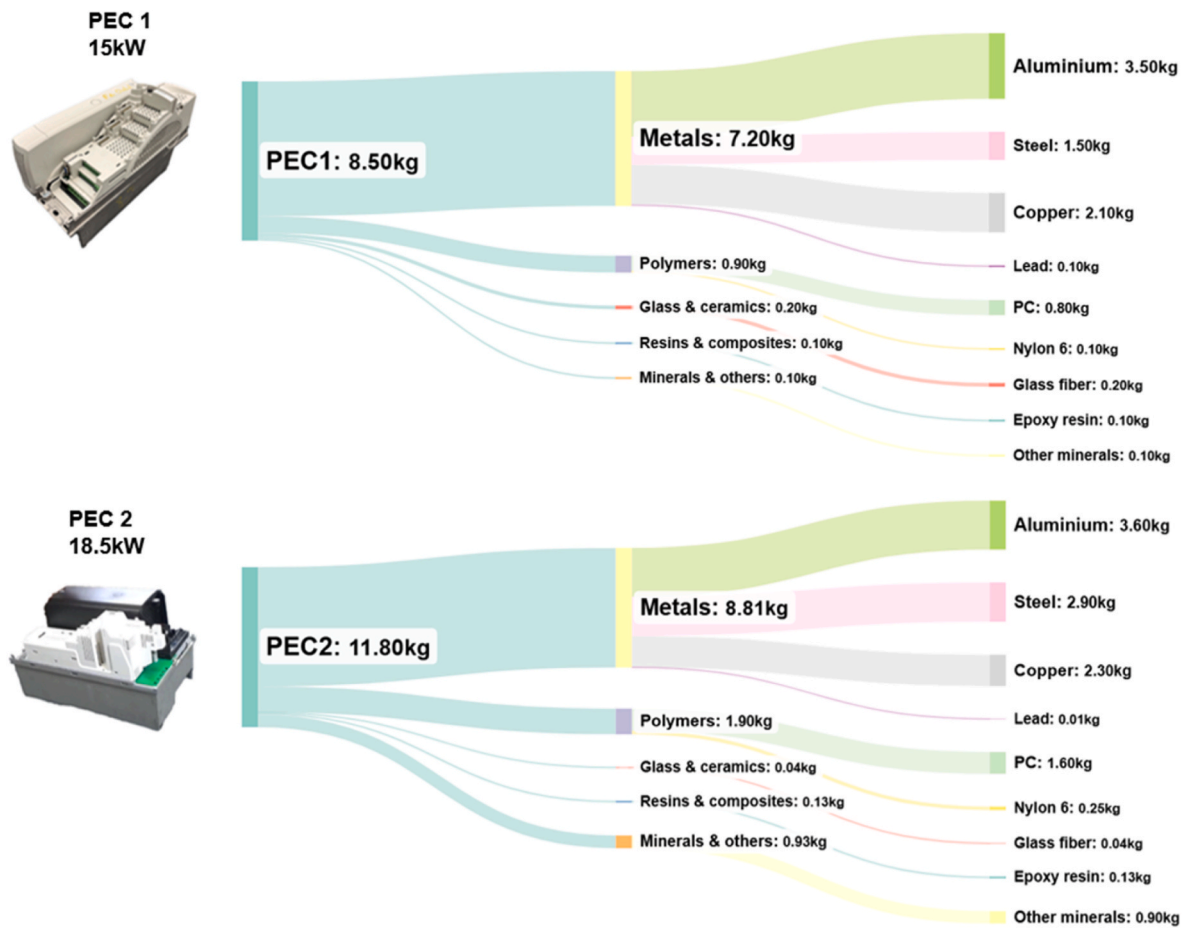 PEC 1
15kW
PEC1: 8.50kg
Metals: 7.20kg
Polymers: 0.90kg
Glass & ceramics: 0.20kg
Resins & composites: 0.10kg
Minerals & others: 0.10kg
Aluminium: 3.50kg
Steel: 1.50kg
Copper: 2.10kg
Lead: 0.10kg
PC: 0.80kg
Nylon 6: 0.10kg
Glass fiber: 0.20kg
Epoxy resin: 0.10kg
Other minerals: 0.10kg
PEC 2
18.5kW
PEC2: 11.80kg
Metals: 8.81kg
Polymers: 1.90kg
Glass & ceramics: 0.04kg
Resins & composites: 0.13kg
Minerals & others: 0.93kg
Aluminium: 3.60kg
Steel: 2.90kg
Copper: 2.30kg
Lead: 0.01kg
PC: 1.60kg
Nylon 6: 0.25kg
Glass fiber: 0.04kg
Epoxy resin: 0.13kg
Other minerals: 0.90kg